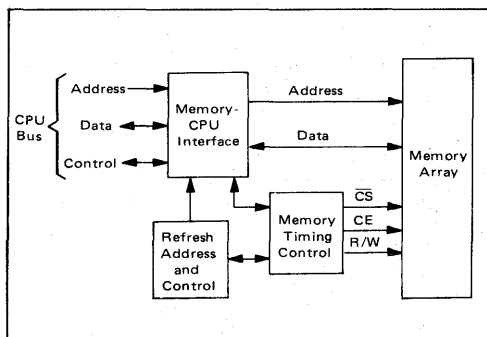 CPU
Bus
Address
Data
Control
Memory-
CPU
Interface
Address
Data
Memory
Array
Refresh
Address
and
Control
Memory
Timing
Control
C̅S̅
CE
R/W